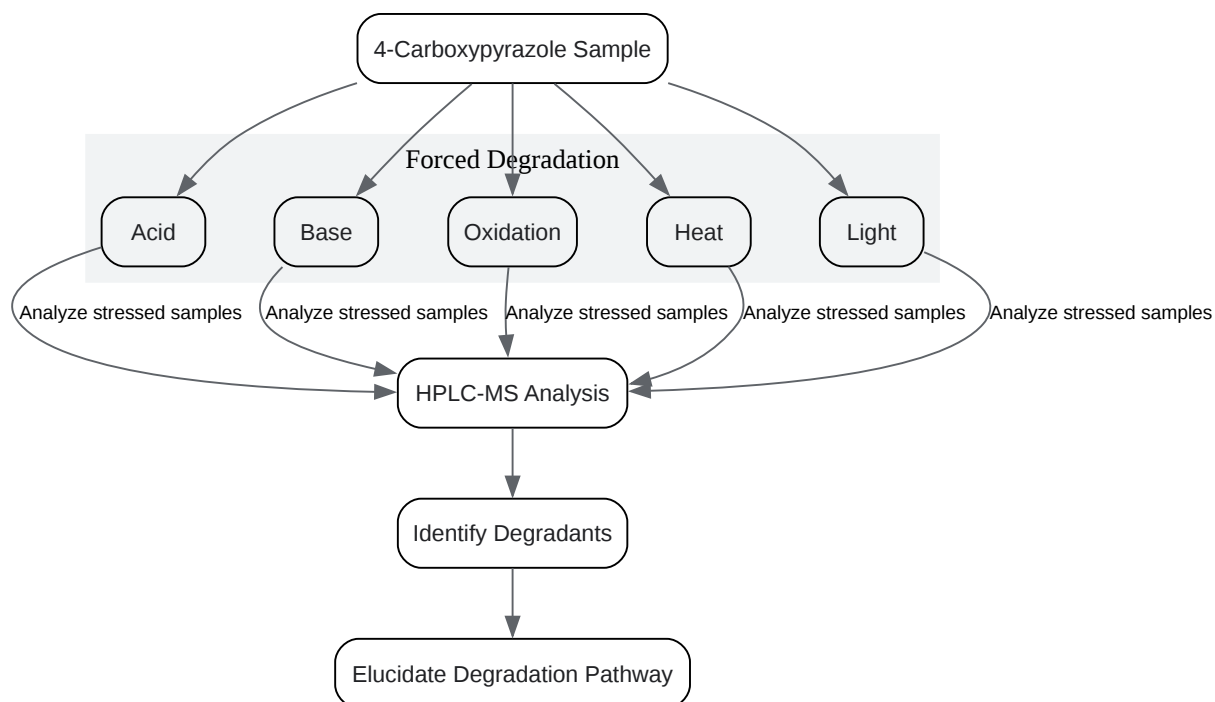 4-Carboxypyrazole Sample
Forced Degradation
Acid
Base
Oxidation
Heat
Light
Analyze stressed samples
Analyze stressed samples
Analyze stressed samples
Analyze stressed samples
Analyze stressed samples
HPLC-MS Analysis
Identify Degradants
Elucidate Degradation Pathway